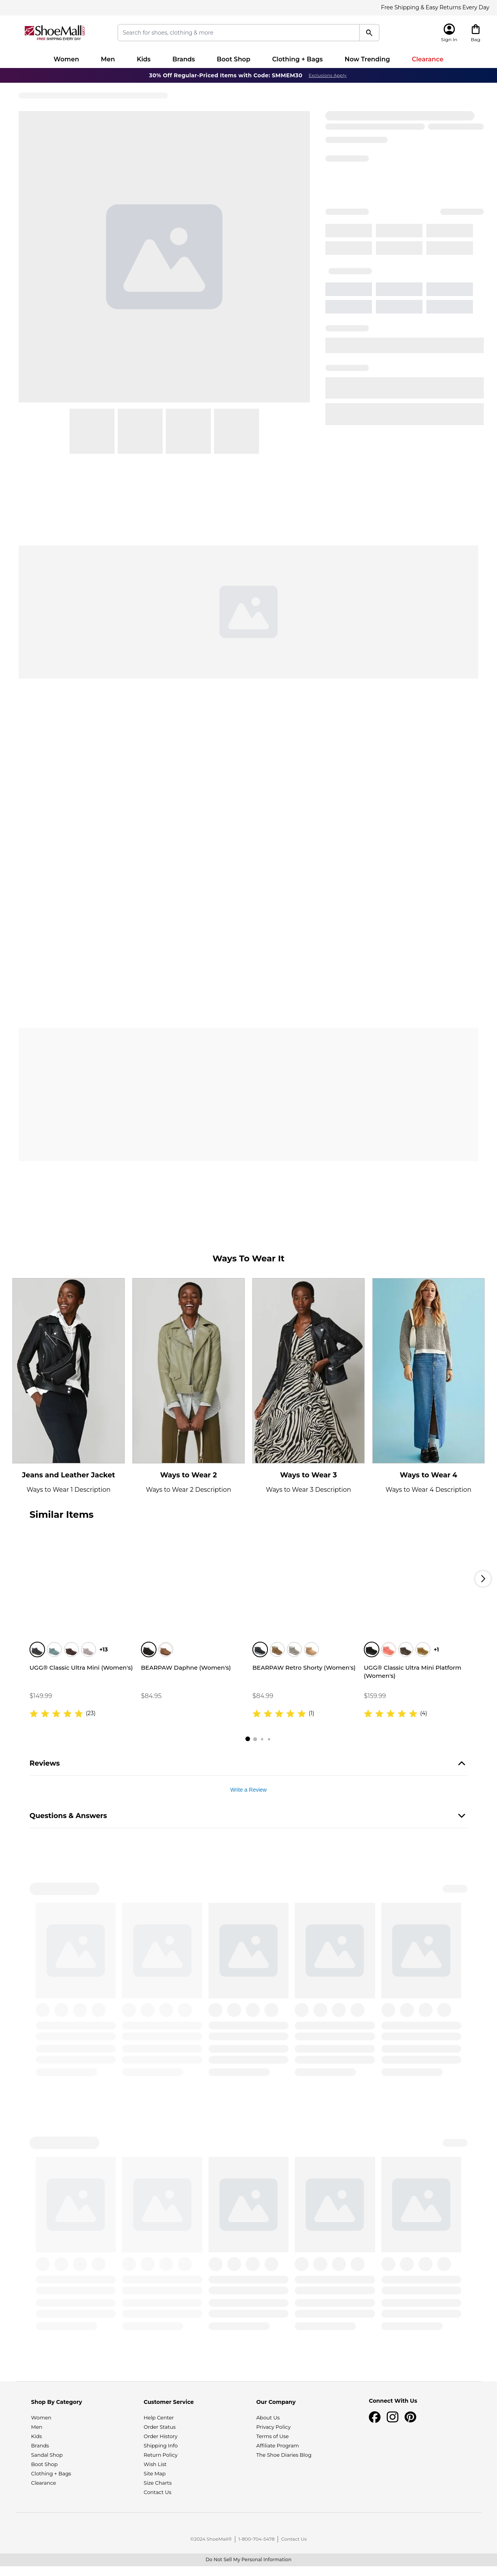 Free Shipping & Easy Returns Every Day
ShoeMall
FREE SHIPPING EVERY DAY
Search for shoes, clothing & more
Sign In
Bag
Women Men Kids Brands Boot Shop Clothing + Bags Now Trending Clearance
30% Off Regular-Priced Items with Code: SMMEM30 Exclusions Apply
Ways To Wear It
Jeans and Leather Jacket
Ways to Wear 1 Description
Ways to Wear 2
Ways to Wear 2 Description
Ways to Wear 3
Ways to Wear 3 Description
Ways to Wear 4
Ways to Wear 4 Description
Similar Items
+13
UGG® Classic Ultra Mini (Women's)
$149.99
(23)
BEARPAW Daphne (Women's)
$84.95
BEARPAW Retro Shorty (Women's)
$84.99
(1)
+1
UGG® Classic Ultra Mini Platform
(Women's)
$159.99
(4)
Reviews
Write a Review
Questions & Answers
Shop By Category
Women
Men
Kids
Brands
Sandal Shop
Boot Shop
Clothing + Bags
Clearance
Customer Service
Help Center
Order Status
Order History
Shipping Info
Return Policy
Wish List
Site Map
Size Charts
Contact Us
Our Company
About Us
Privacy Policy
Terms of Use
Affiliate Program
The Shoe Diaries Blog
Connect With Us
©2024 ShoeMall® | 1-800-704-5478 | Contact Us
Do Not Sell My Personal Information